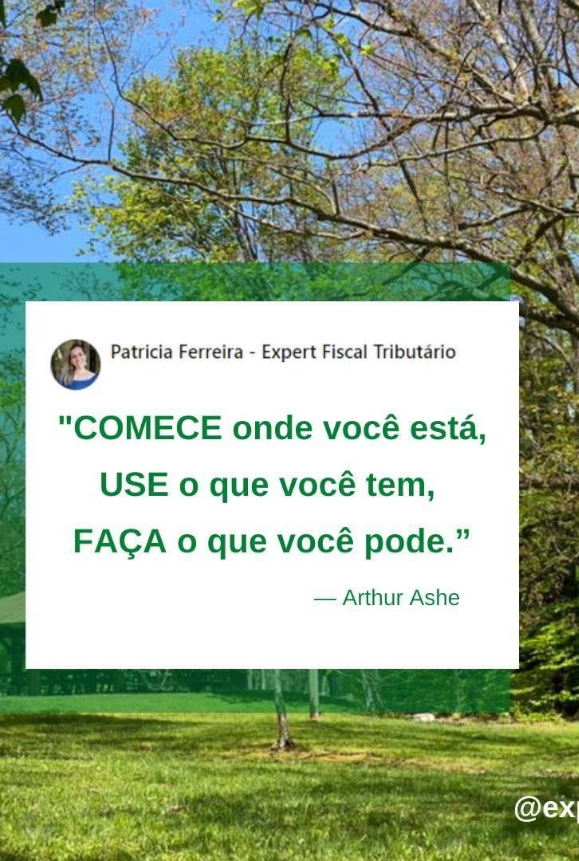 Patricia Ferreira - Expert Fiscal Tributário
"COMECE onde você está,
USE o que você tem,
FAÇA o que você pode.”
— Arthur Ashe
@exp